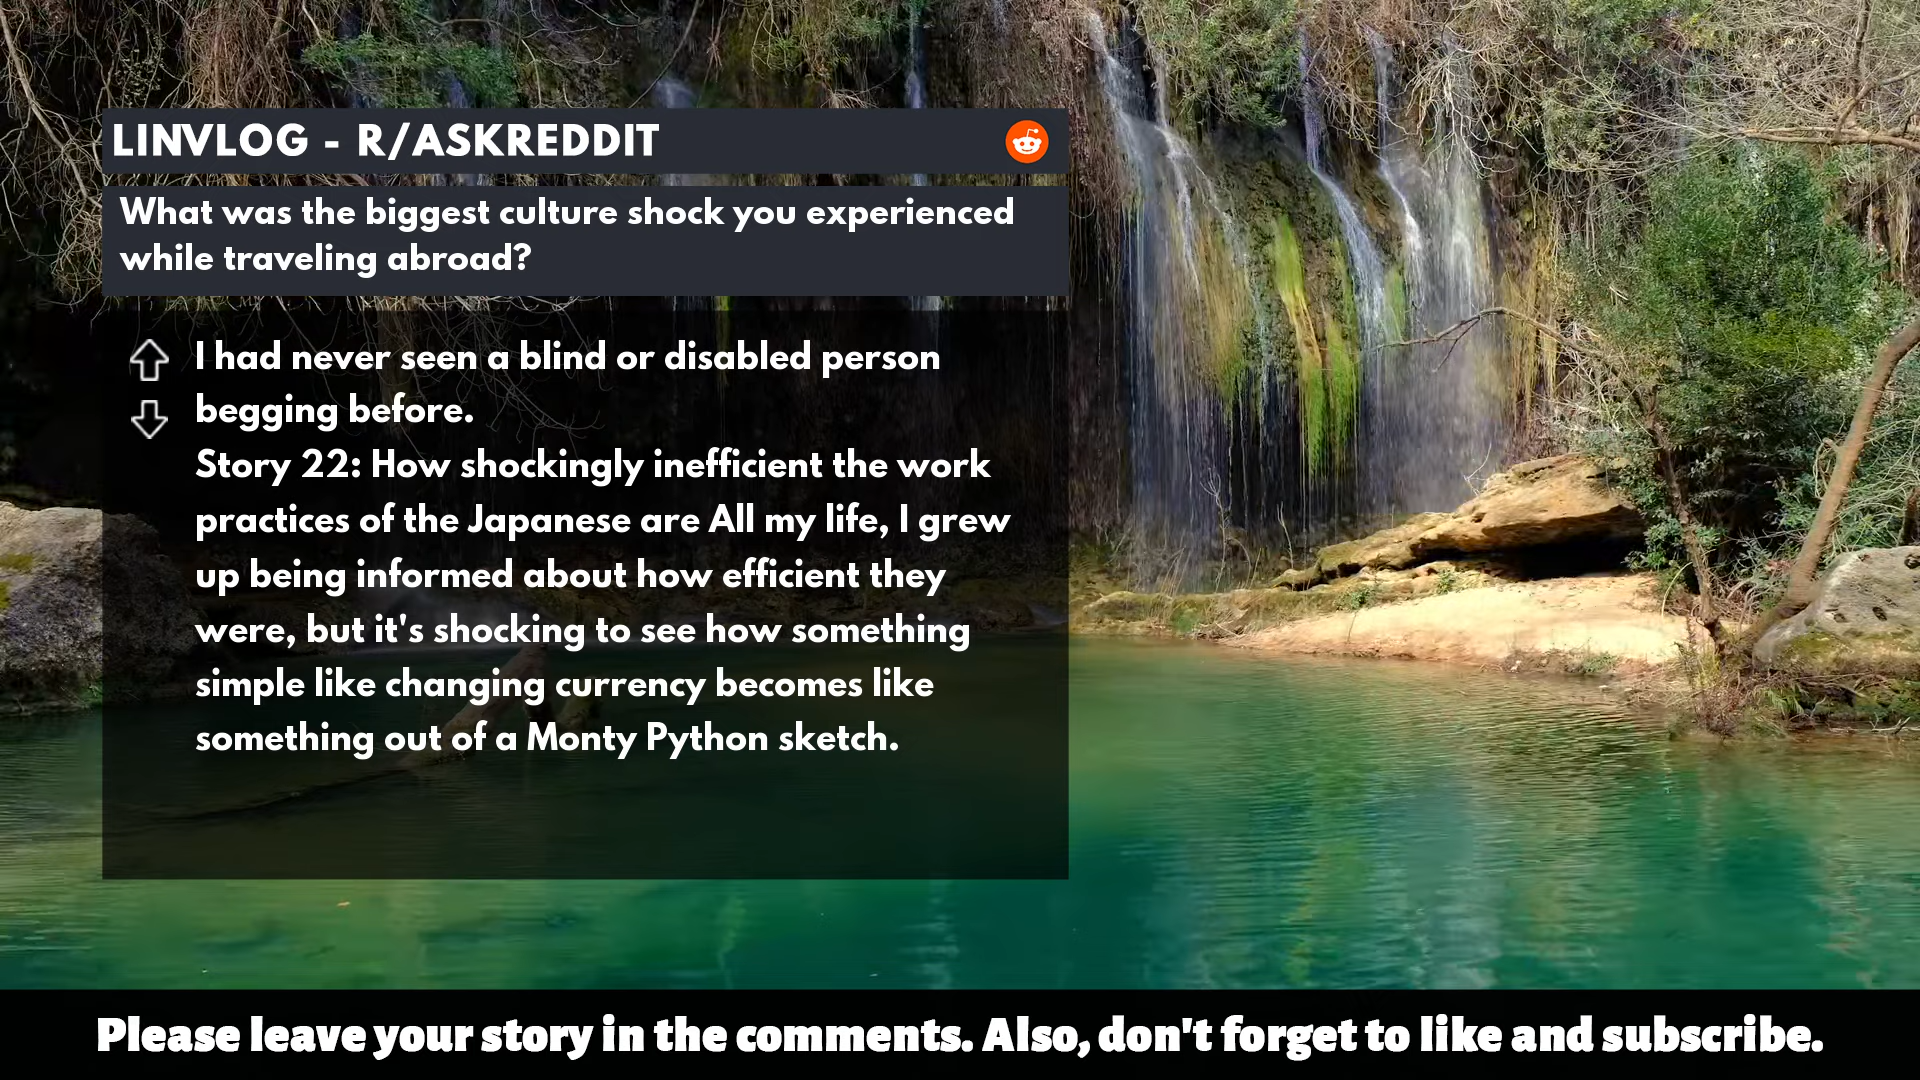 LINVLOG - R/ASKREDDIT
What was the biggest culture shock you experienced
while traveling abroad?
I had never seen a blind or disabled person
begging before.
Story 22: How shockingly inefficient the work
practices of the Japanese are All my life, I grew
up being informed about how efficient they
were, but it's shocking to see how something
simple like changing currency becomes like
something out of a Monty Python sketch.
Please leave your story in the comments. Also, don't forget to like and subscribe.